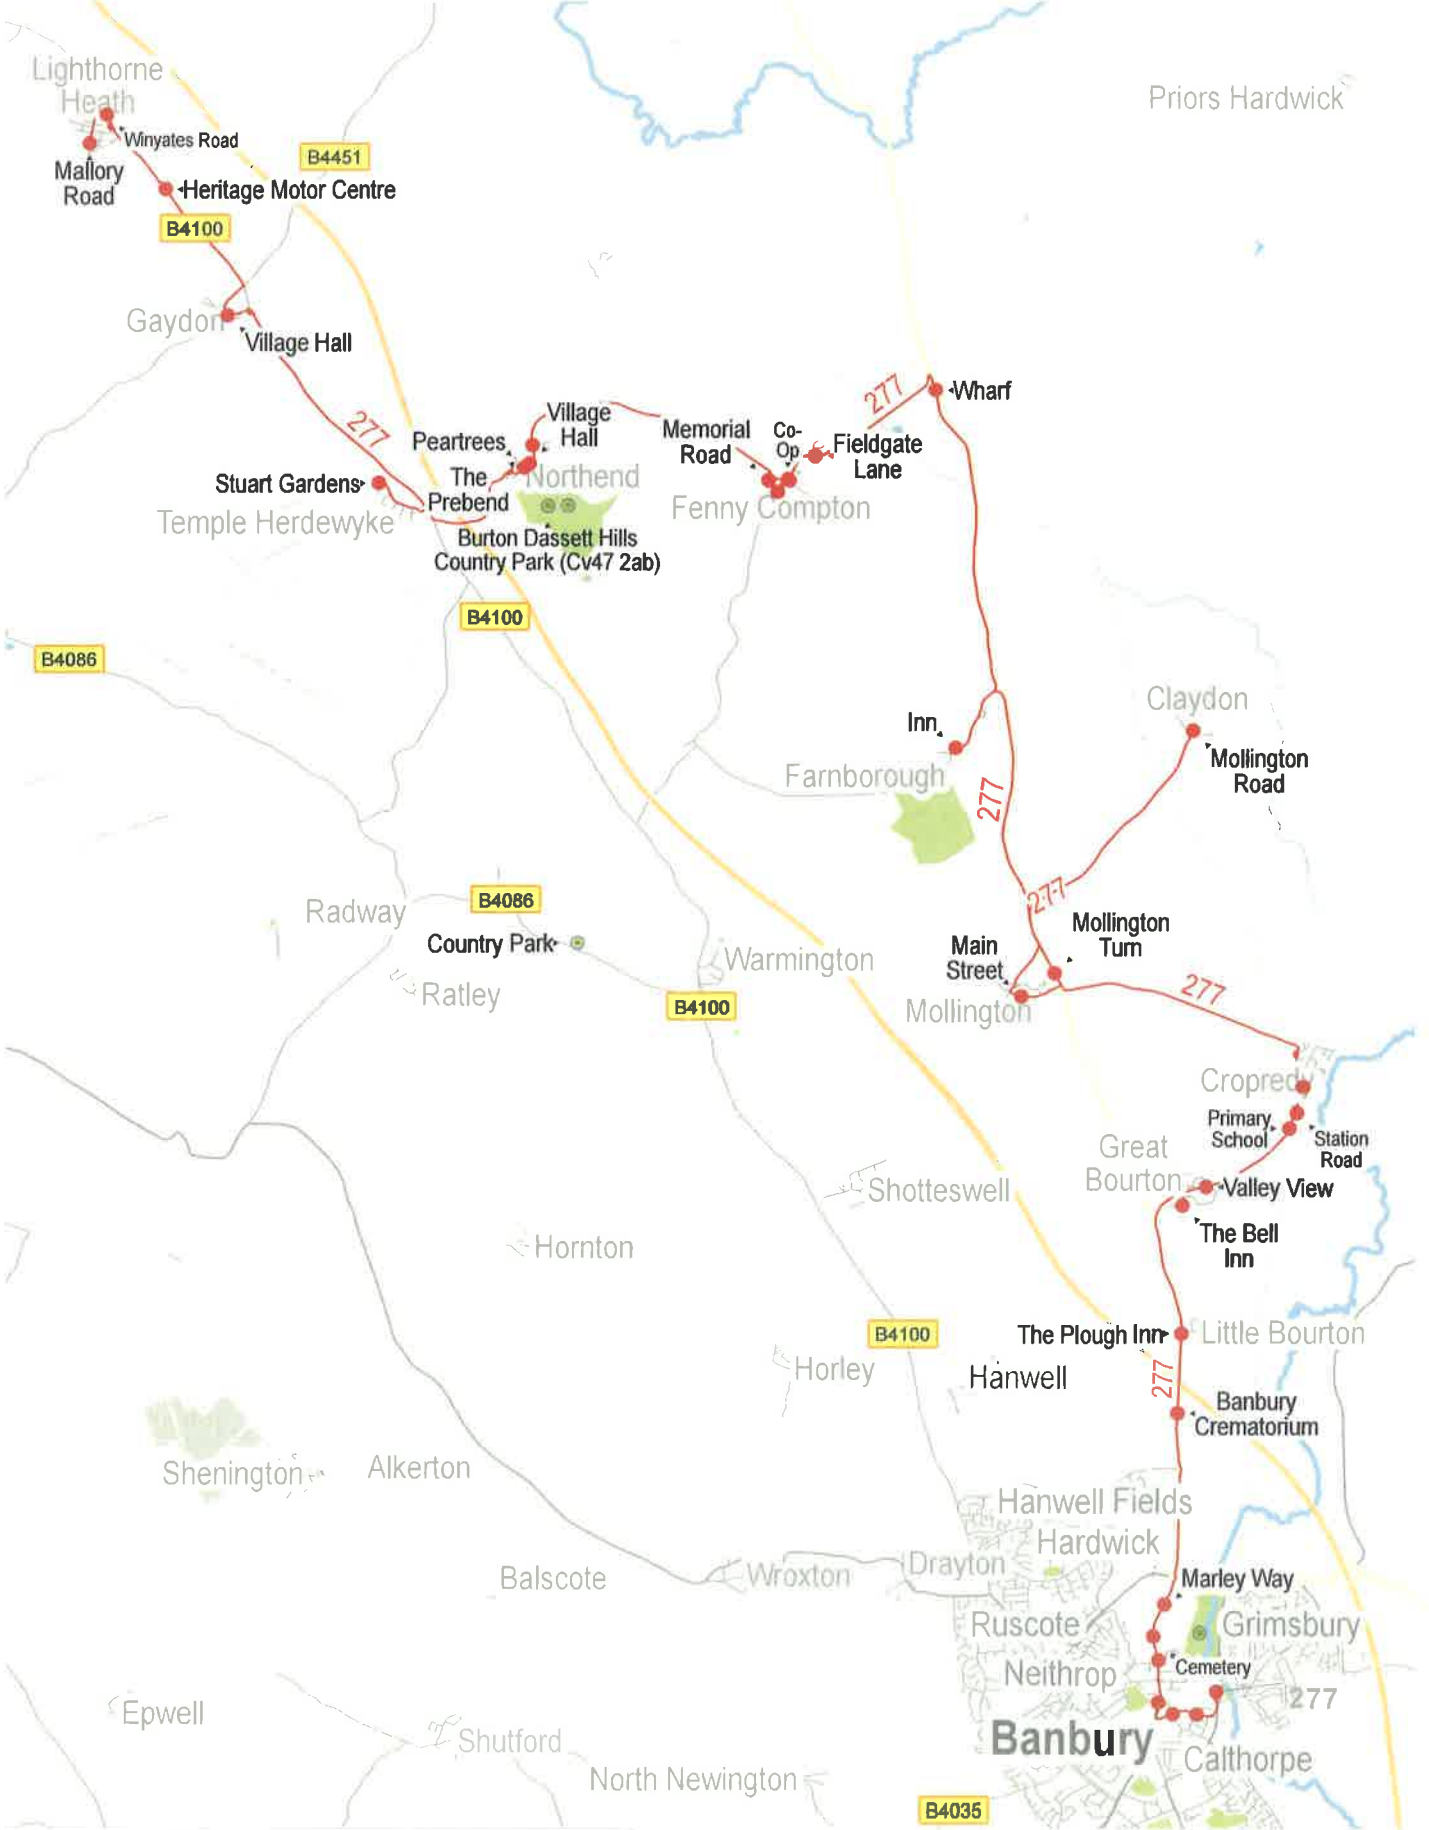 Lighthorne
Heath
Priors Hardwick
Winyates Road
B4451
Mallory
Road
Heritage Motor Centre
B4100
Gaydon
Village Hall
277
277
Wharf
Village
Hall
Peartrees
Memorial
Road
Co-
Op
Fieldgate
Lane
The
Prebend
Northend
Stuart Gardens
Temple Herdewyke
Fenny Compton
Burton Dassett Hills
Country Park (Cv47 2ab)
B4100
B4086
Claydon
Inn
Mollington
Road
Farnborough
277
277
B4086
Radway
Country Park
Mollington
Turn
Main
Street
Warmington
Ratley
B4100
Mollington
277
Cropredy
Primary
School
Station
Road
Great
Bourton
Valley View
Shotteswell
The Bell
Inn
Hornton
B4100
The Plough Inn
Little Bourton
Horley
Hanwell
277
Banbury
Crematorium
Shenington
Alkerton
Hanwell Fields
Hardwick
Balscote
Wroxton
Drayton
Marley Way
Ruscote
Grimsbury
Neithrop
Cemetery
277
Epwell
Shutford
Banbury
Calthorpe
North Newington
B4035